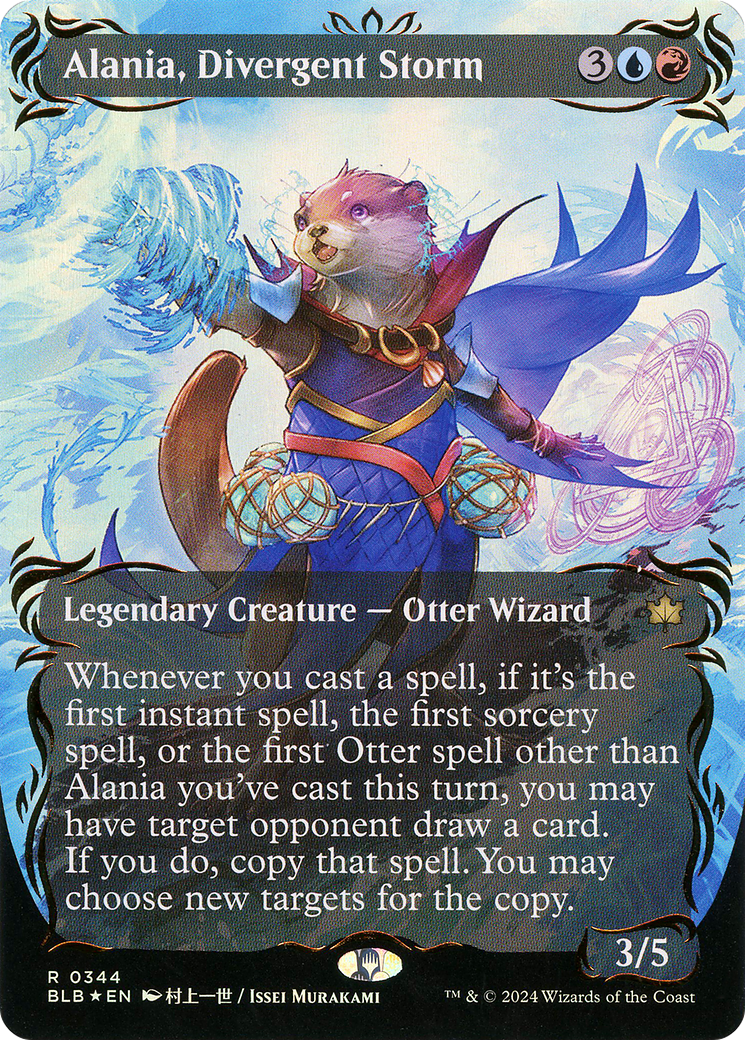 Alania, Divergent Storm 3
Legendary Creature — Otter Wizard
Whenever you cast a spell, if it's the
first instant spell, the first sorcery
spell, or the first Otter spell other than
Alania you've cast this turn, you may
have target opponent draw a card.
If you do, copy that spell. You may
choose new targets for the copy.
3/5
R 0344
BLB★EN 村上一世 / Issei Murakami ™ & © 2024 Wizards of the Coast